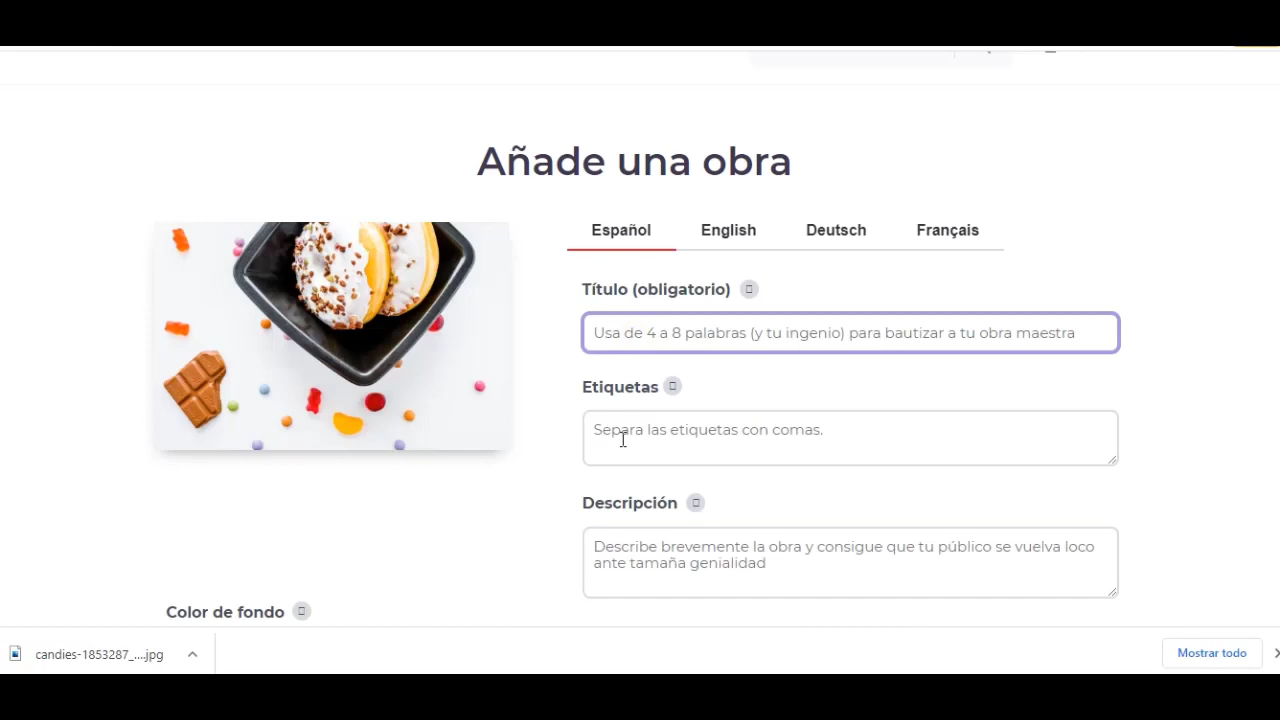 Añade una obra
Español English Deutsch Français
Título (obligatorio)
Usa de 4 a 8 palabras (y tu ingenio) para bautizar a tu obra maestra
Etiquetas
Separa las etiquetas con comas.
Descripción
Describe brevemente la obra y consigue que tu público se vuelva loco
ante tamaña genialidad
Color de fondo
candies-1853287_....jpg
Mostrar todo